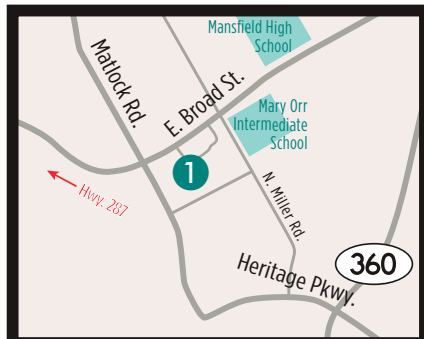 Mansfield High
School
Matlock Rd.
E. Broad St.
Mary Orr
Intermediate
School
1
Hwy. 287
N. Miller Rd.
Heritage Pkwy.
360